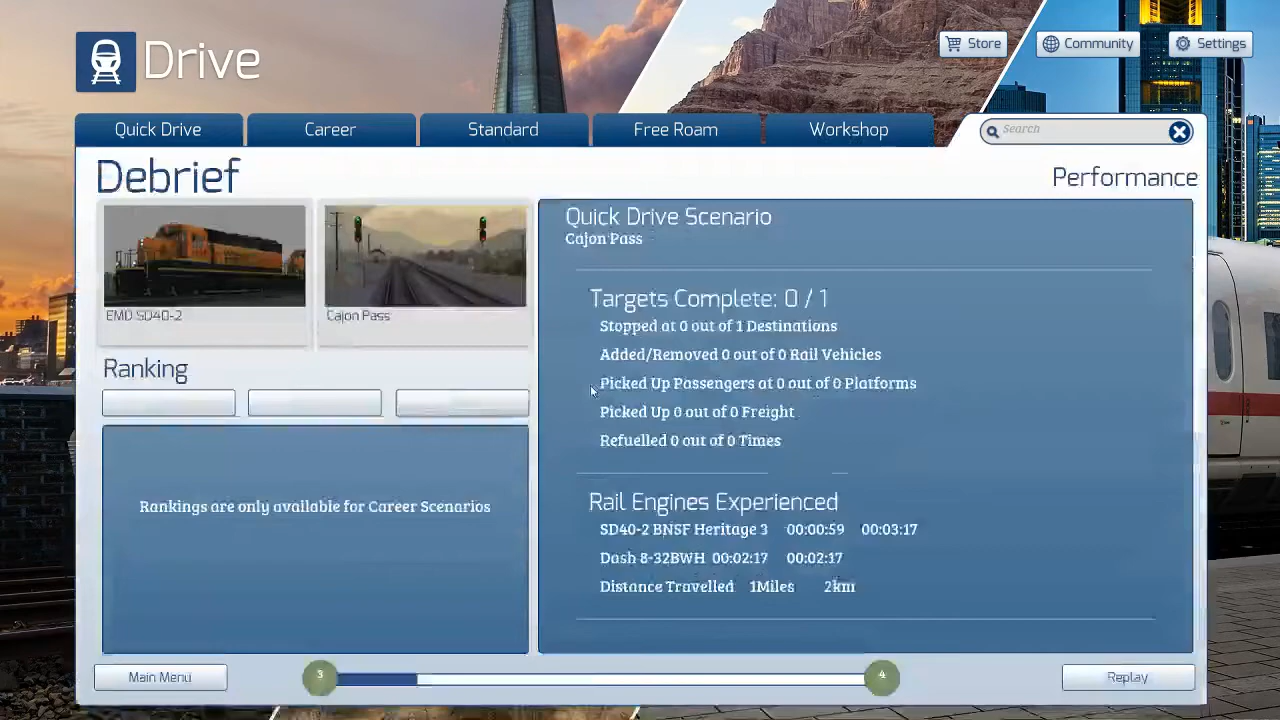 Drive
Store
Community
Settings
Quick Drive
Career
Standard
Free Roam
Workshop
Search
Debrief
Performance
EMD SD40-2
Cajon Pass
Ranking
Rankings are only available for Career Scenarios
Quick Drive Scenario
Cajon Pass
Targets Complete: 0 / 1
Stopped at 0 out of 1 Destinations
Added/Removed 0 out of 0 Rail Vehicles
Picked Up Passengers at 0 out of 0 Platforms
Picked Up 0 out of 0 Freight
Refuelled 0 out of 0 Times
Rail Engines Experienced
SD40-2 BNSF Heritage 3 00:00:59 00:03:17
Dash 8-32BWH 00:02:17 00:02:17
Distance Travelled 1Miles 2km
Main Menu
3
4
Replay